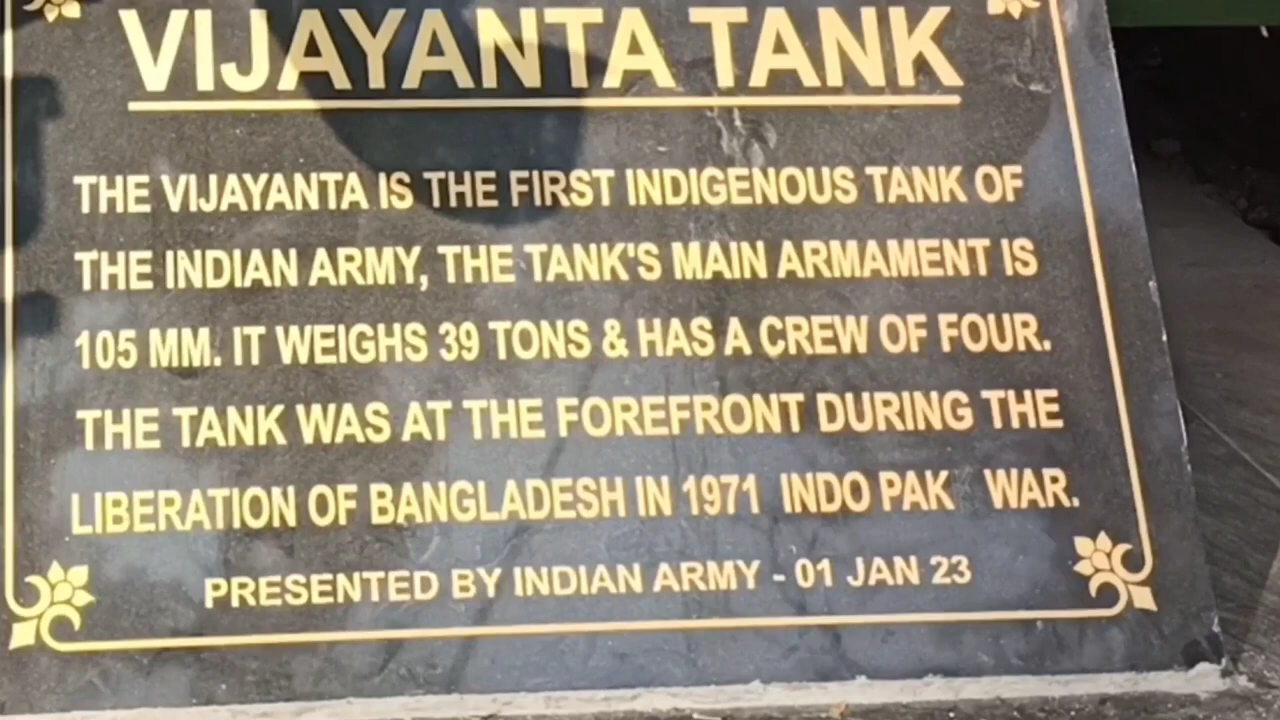 VIJAYANTA TANK
THE VIJAYANTA IS THE FIRST INDIGENOUS TANK OF
THE INDIAN ARMY, THE TANK'S MAIN ARMAMENT IS
105 MM. IT WEIGHS 39 TONS & HAS A CREW OF FOUR.
THE TANK WAS AT THE FOREFRONT DURING THE
LIBERATION OF BANGLADESH IN 1971 INDO PAK WAR.
PRESENTED BY INDIAN ARMY - 01 JAN 23